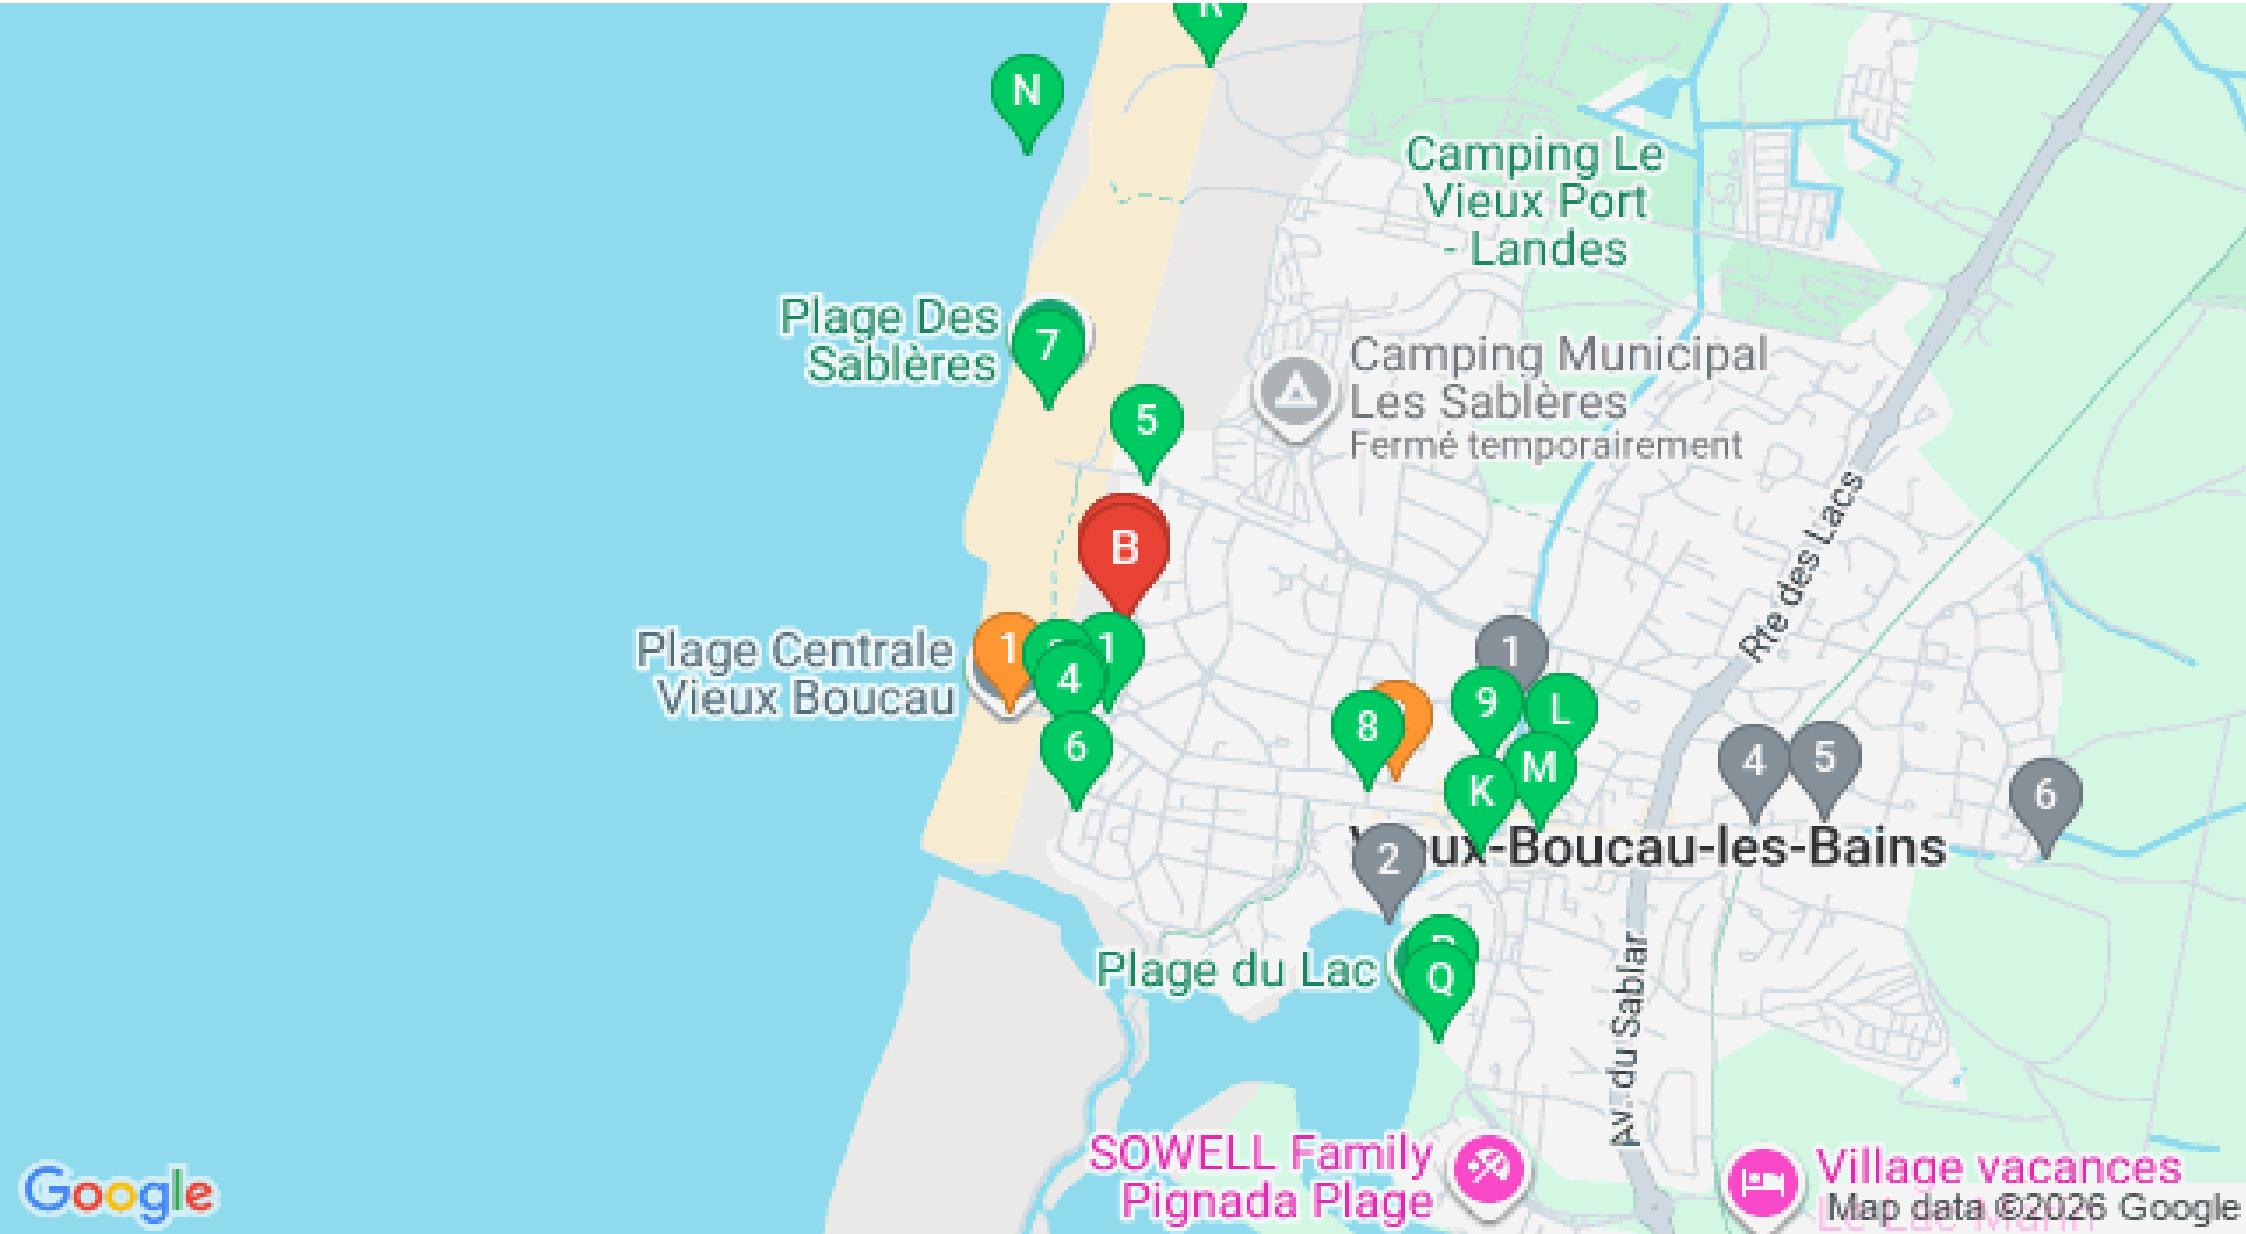 R
N
Camping Le
Vieux Port
- Landes
Plage Des
Sablères
7
5
Camping Municipal
Les Sablères
Fermé temporairement
Rte des Lacs
B
Plage Centrale
Vieux Boucau
1
1
4
6
1
8
9
L
M
K
4
5
6
2
-Boucau-les-Bains
Plage du Lac
Q
Av. du Sablar
SOWELL Family
Pignada Plage
Village vacances
Google
Map data ©2026 Google